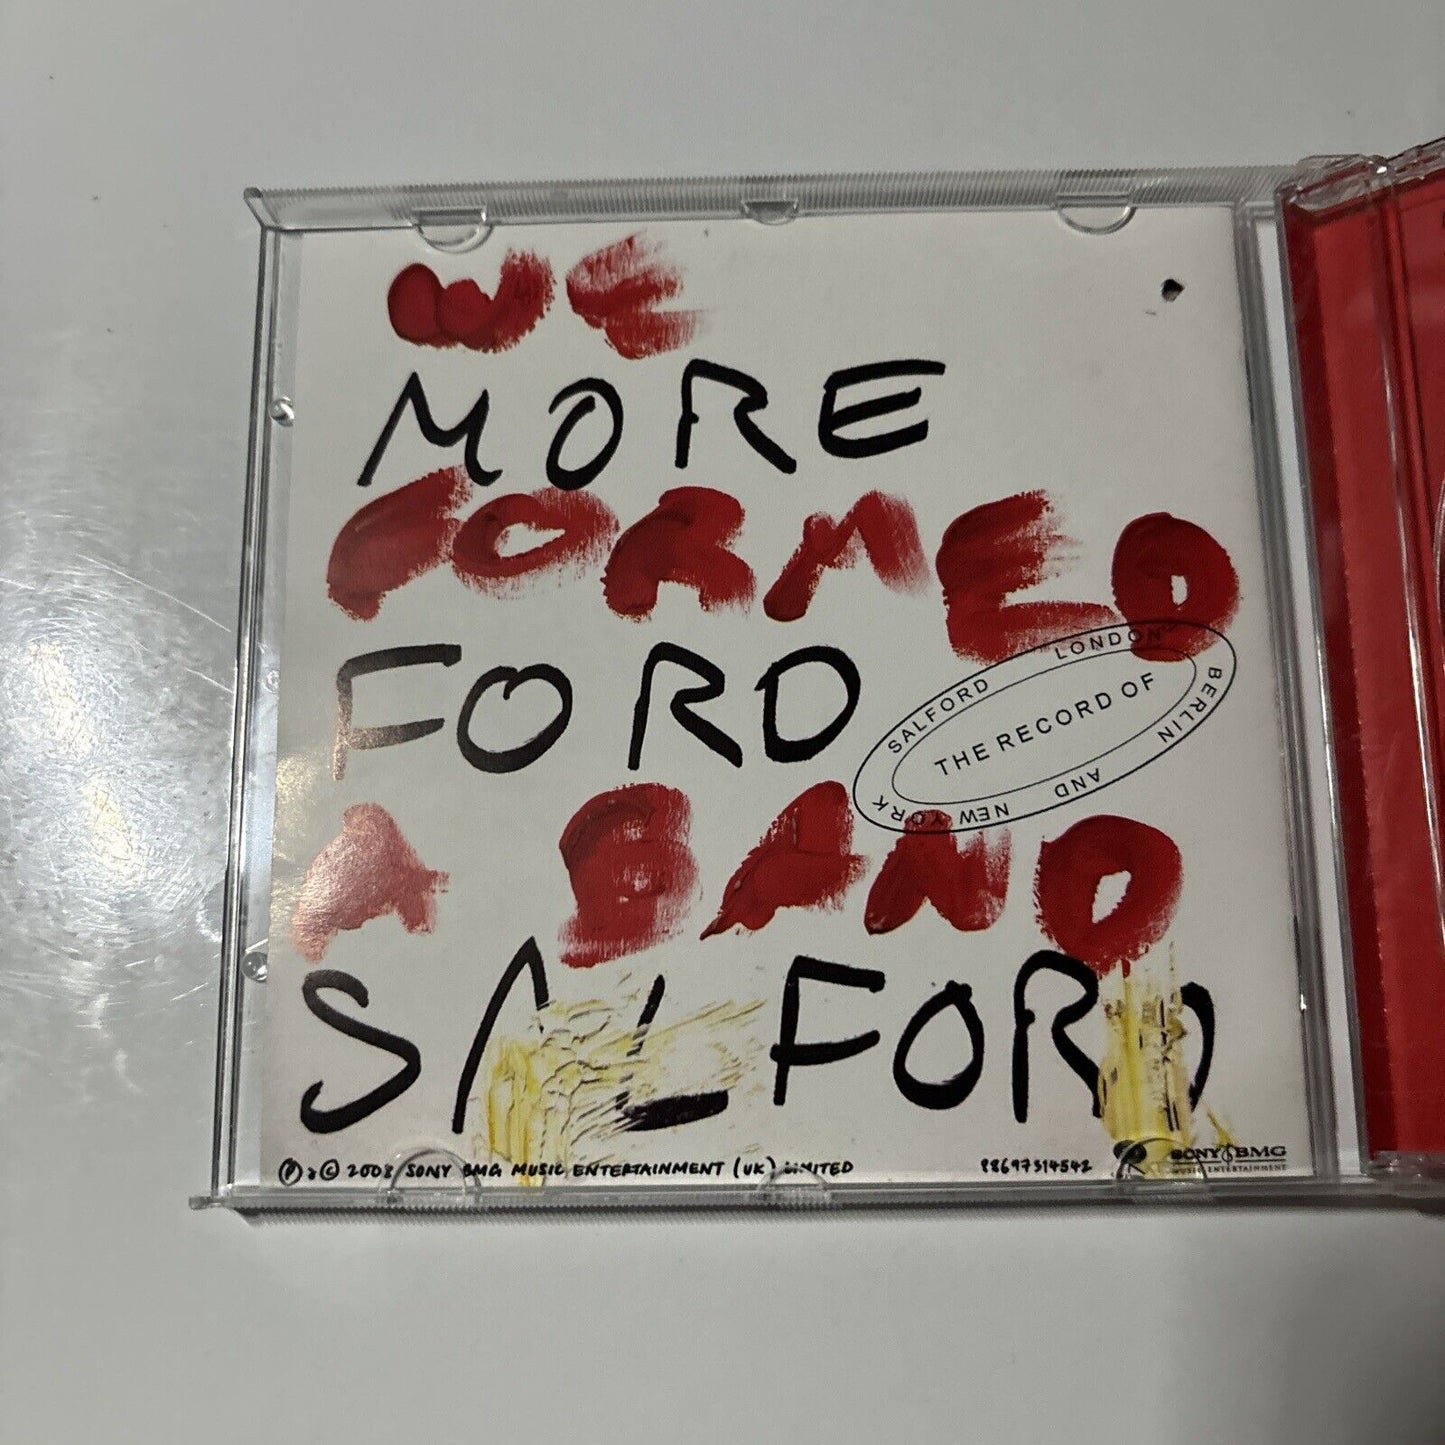 WE
MORE
FORMED
FORD
A BAND
SALFORD
SALFORD LONDON BERLIN AND NEW YORK
THE RECORD OF
Ⓟ & © 2008 SONY BMG MUSIC ENTERTAINMENT (UK) LIMITED
88697314542
SONY BMG
MUSIC ENTERTAINMENT